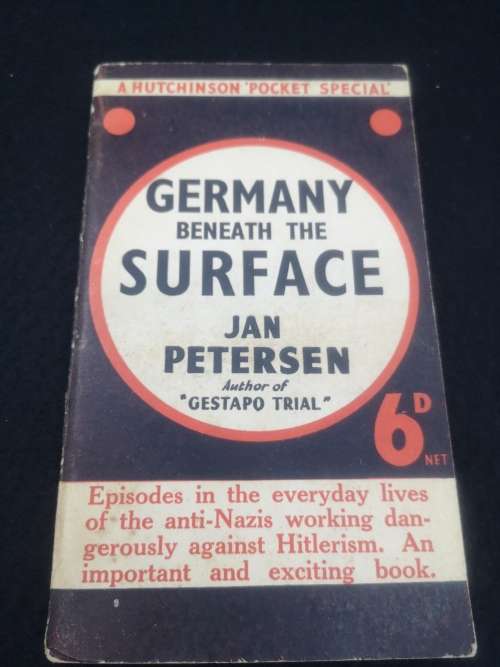 A HUTCHINSON 'POCKET SPECIAL'
GERMANY
BENEATH THE
SURFACE
JAN
PETERSEN
Author of
"GESTAPO TRIAL"
6D
NET
Episodes in the everyday lives
of the anti-Nazis working dan-
gerously against Hitlerism. An
important and exciting book.
9